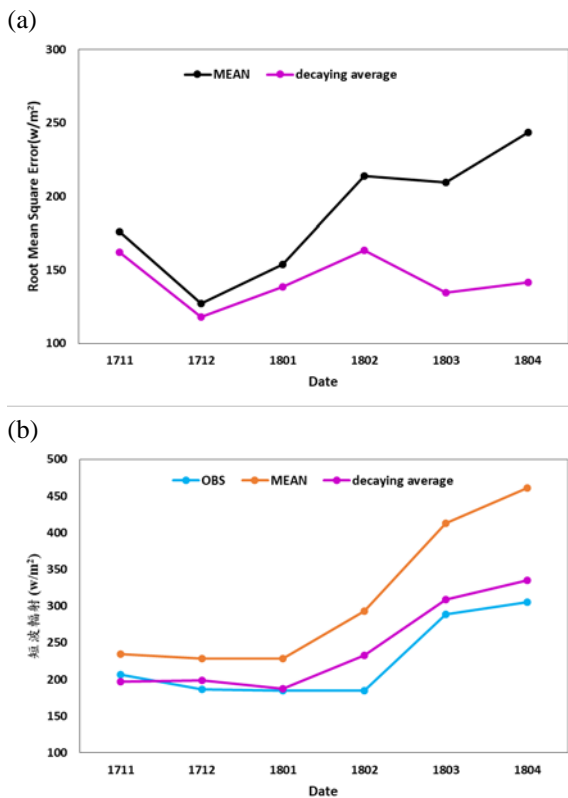 (a)
300
MEAN decaying average
250
200
150
100
Root Mean Square Error(w/m²)
1711 1712 1801 1802 1803 1804
Date
(b)
500
OBS MEAN decaying average
450
400
350
300
250
200
150
100
短波輻射 (w/m²)
1711 1712 1801 1802 1803 1804
Date